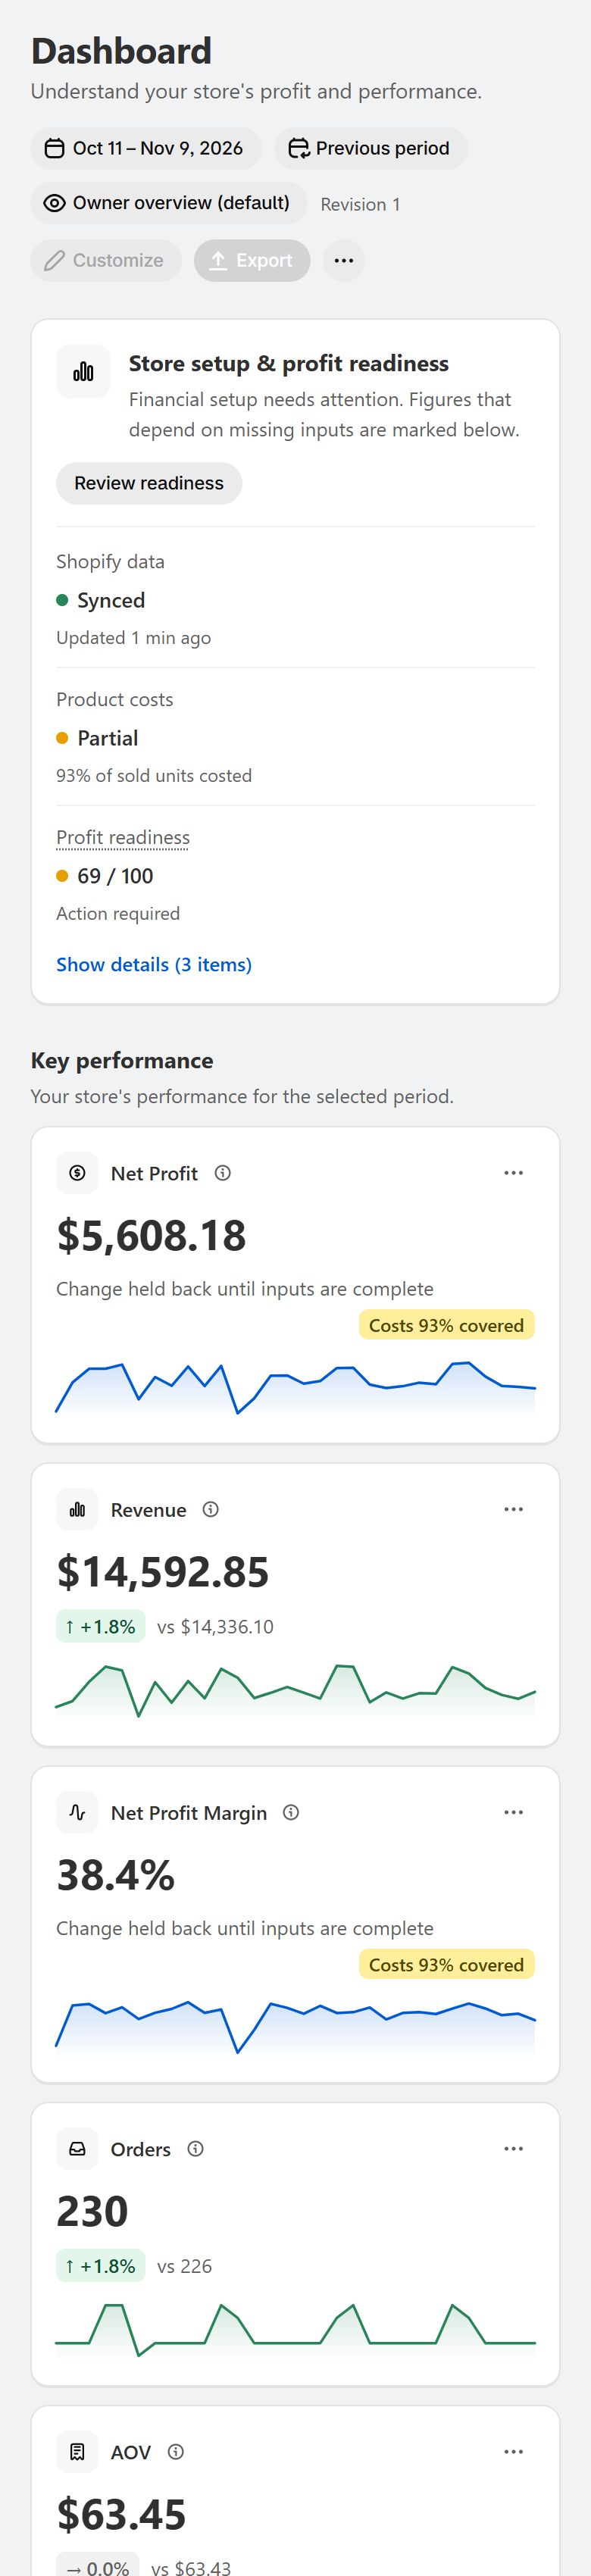 Dashboard
Understand your store's profit and performance.
Oct 11 – Nov 9, 2026
Previous period
Owner overview (default)
Revision 1
Customize
Export
Store setup & profit readiness
Financial setup needs attention. Figures that
depend on missing inputs are marked below.
Review readiness
Shopify data
Synced
Updated 1 min ago
Product costs
Partial
93% of sold units costed
Profit readiness
69 / 100
Action required
Show details (3 items)
Key performance
Your store's performance for the selected period.
Net Profit
$5,608.18
Change held back until inputs are complete
Costs 93% covered
Revenue
$14,592.85
↑ +1.8% vs $14,336.10
Net Profit Margin
38.4%
Change held back until inputs are complete
Costs 93% covered
Orders
230
↑ +1.8% vs 226
AOV
$63.45
→ 0.0% vs $63.43